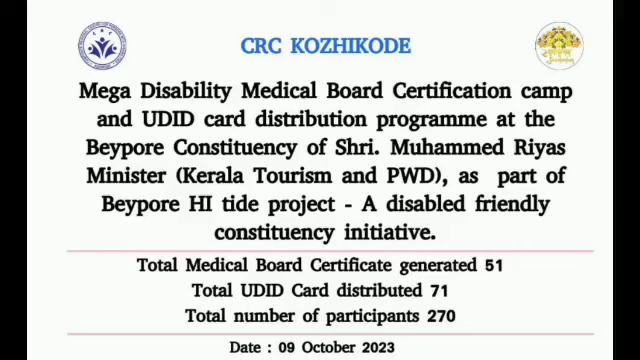 CRC KOZHIKODE
Mega Disability Medical Board Certification camp
and UDID card distribution programme at the
Beypore Constituency of Shri. Muhammed Riyas
Minister (Kerala Tourism and PWD), as part of
Beypore HI tide project - A disabled friendly
constituency initiative.
Total Medical Board Certificate generated 51
Total UDID Card distributed 71
Total number of participants 270
Date : 09 October 2023